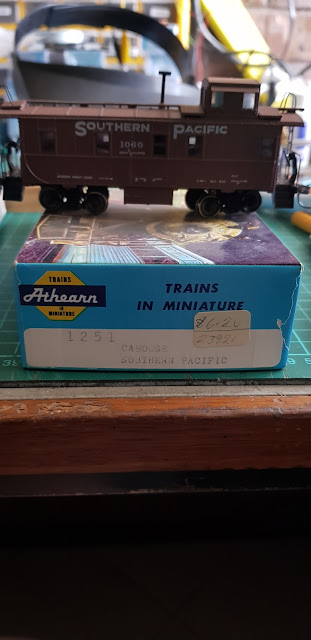 SOUTHERN PACIFIC
1060
TRAINS
Athearn
IN
MINIATURE
TRAINS
IN MINIATURE
1251
CABOOSE
SOUTHERN PACIFIC
$6-20